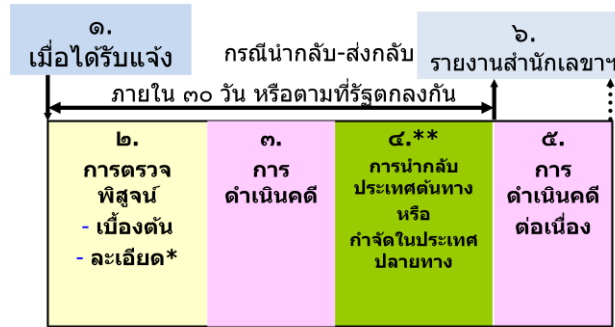 ๑.
เมื่อได้รับแจ้ง
กรณีนำกลับ-ส่งกลับ
๖.
รายงานสำนักเลขาฯ
ภายใน ๓๐ วัน หรือตามที่รัฐตกลงกัน
๒.
การตรวจ
พิสูจน์
- เบื้องต้น
- ละเอียด*
๓.
การ
ดำเนินคดี
๔.**
การนำกลับ
ประเทศต้นทาง
หรือ
กำจัดในประเทศ
ปลายทาง
๕.
การ
ดำเนินคดี
ต่อเนื่อง